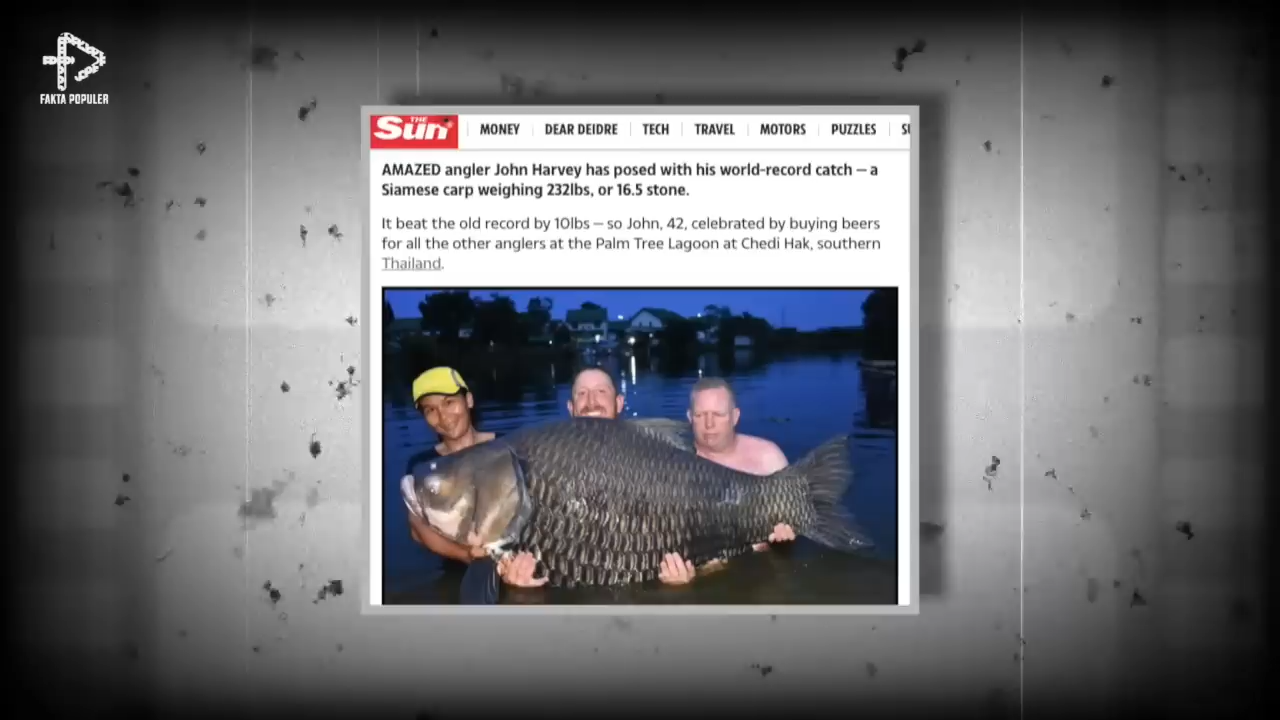 FAKTA POPULER
THE
Sun
MONEY
DEAR DEIDRE
TECH
TRAVEL
MOTORS
PUZZLES
AMAZED angler John Harvey has posed with his world-record catch — a
Siamese carp weighing 232lbs, or 16.5 stone.
It beat the old record by 10lbs — so John, 42, celebrated by buying beers
for all the other anglers at the Palm Tree Lagoon at Chedi Hak, southern
Thailand.